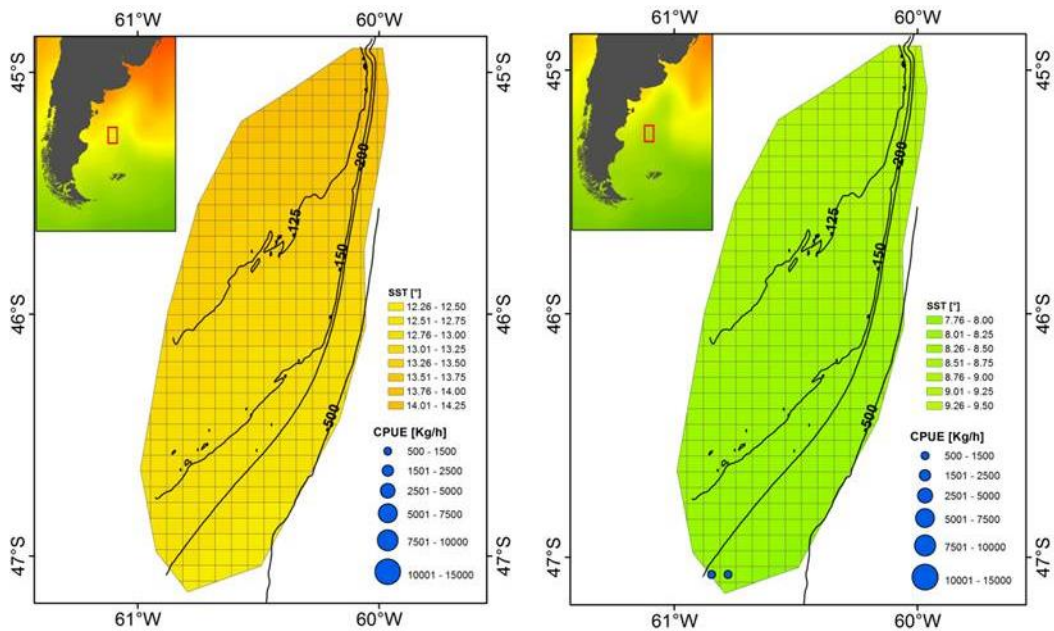 61°W 60°W
45°S
45°S
-200
-125
-150
46°S
46°S
-500
SST [°]
12.26 - 12.50
12.51 - 12.75
12.76 - 13.00
13.01 - 13.25
13.26 - 13.50
13.51 - 13.75
13.76 - 14.00
14.01 - 14.25
CPUE [Kg/h]
500 - 1500
1501 - 2500
2501 - 5000
5001 - 7500
7501 - 10000
10001 - 15000
47°S
47°S
61°W 60°W
61°W 60°W
45°S
45°S
-200
-125
-150
46°S
46°S
-500
SST [°]
7.76 - 8.00
8.01 - 8.25
8.26 - 8.50
8.51 - 8.75
8.76 - 9.00
9.01 - 9.25
9.26 - 9.50
CPUE [Kg/h]
500 - 1500
1501 - 2500
2501 - 5000
5001 - 7500
7501 - 10000
10001 - 15000
47°S
47°S
61°W 60°W